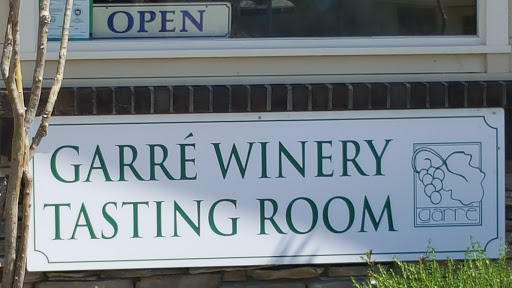 OPEN
GARRÉ WINERY
TASTING ROOM
garré